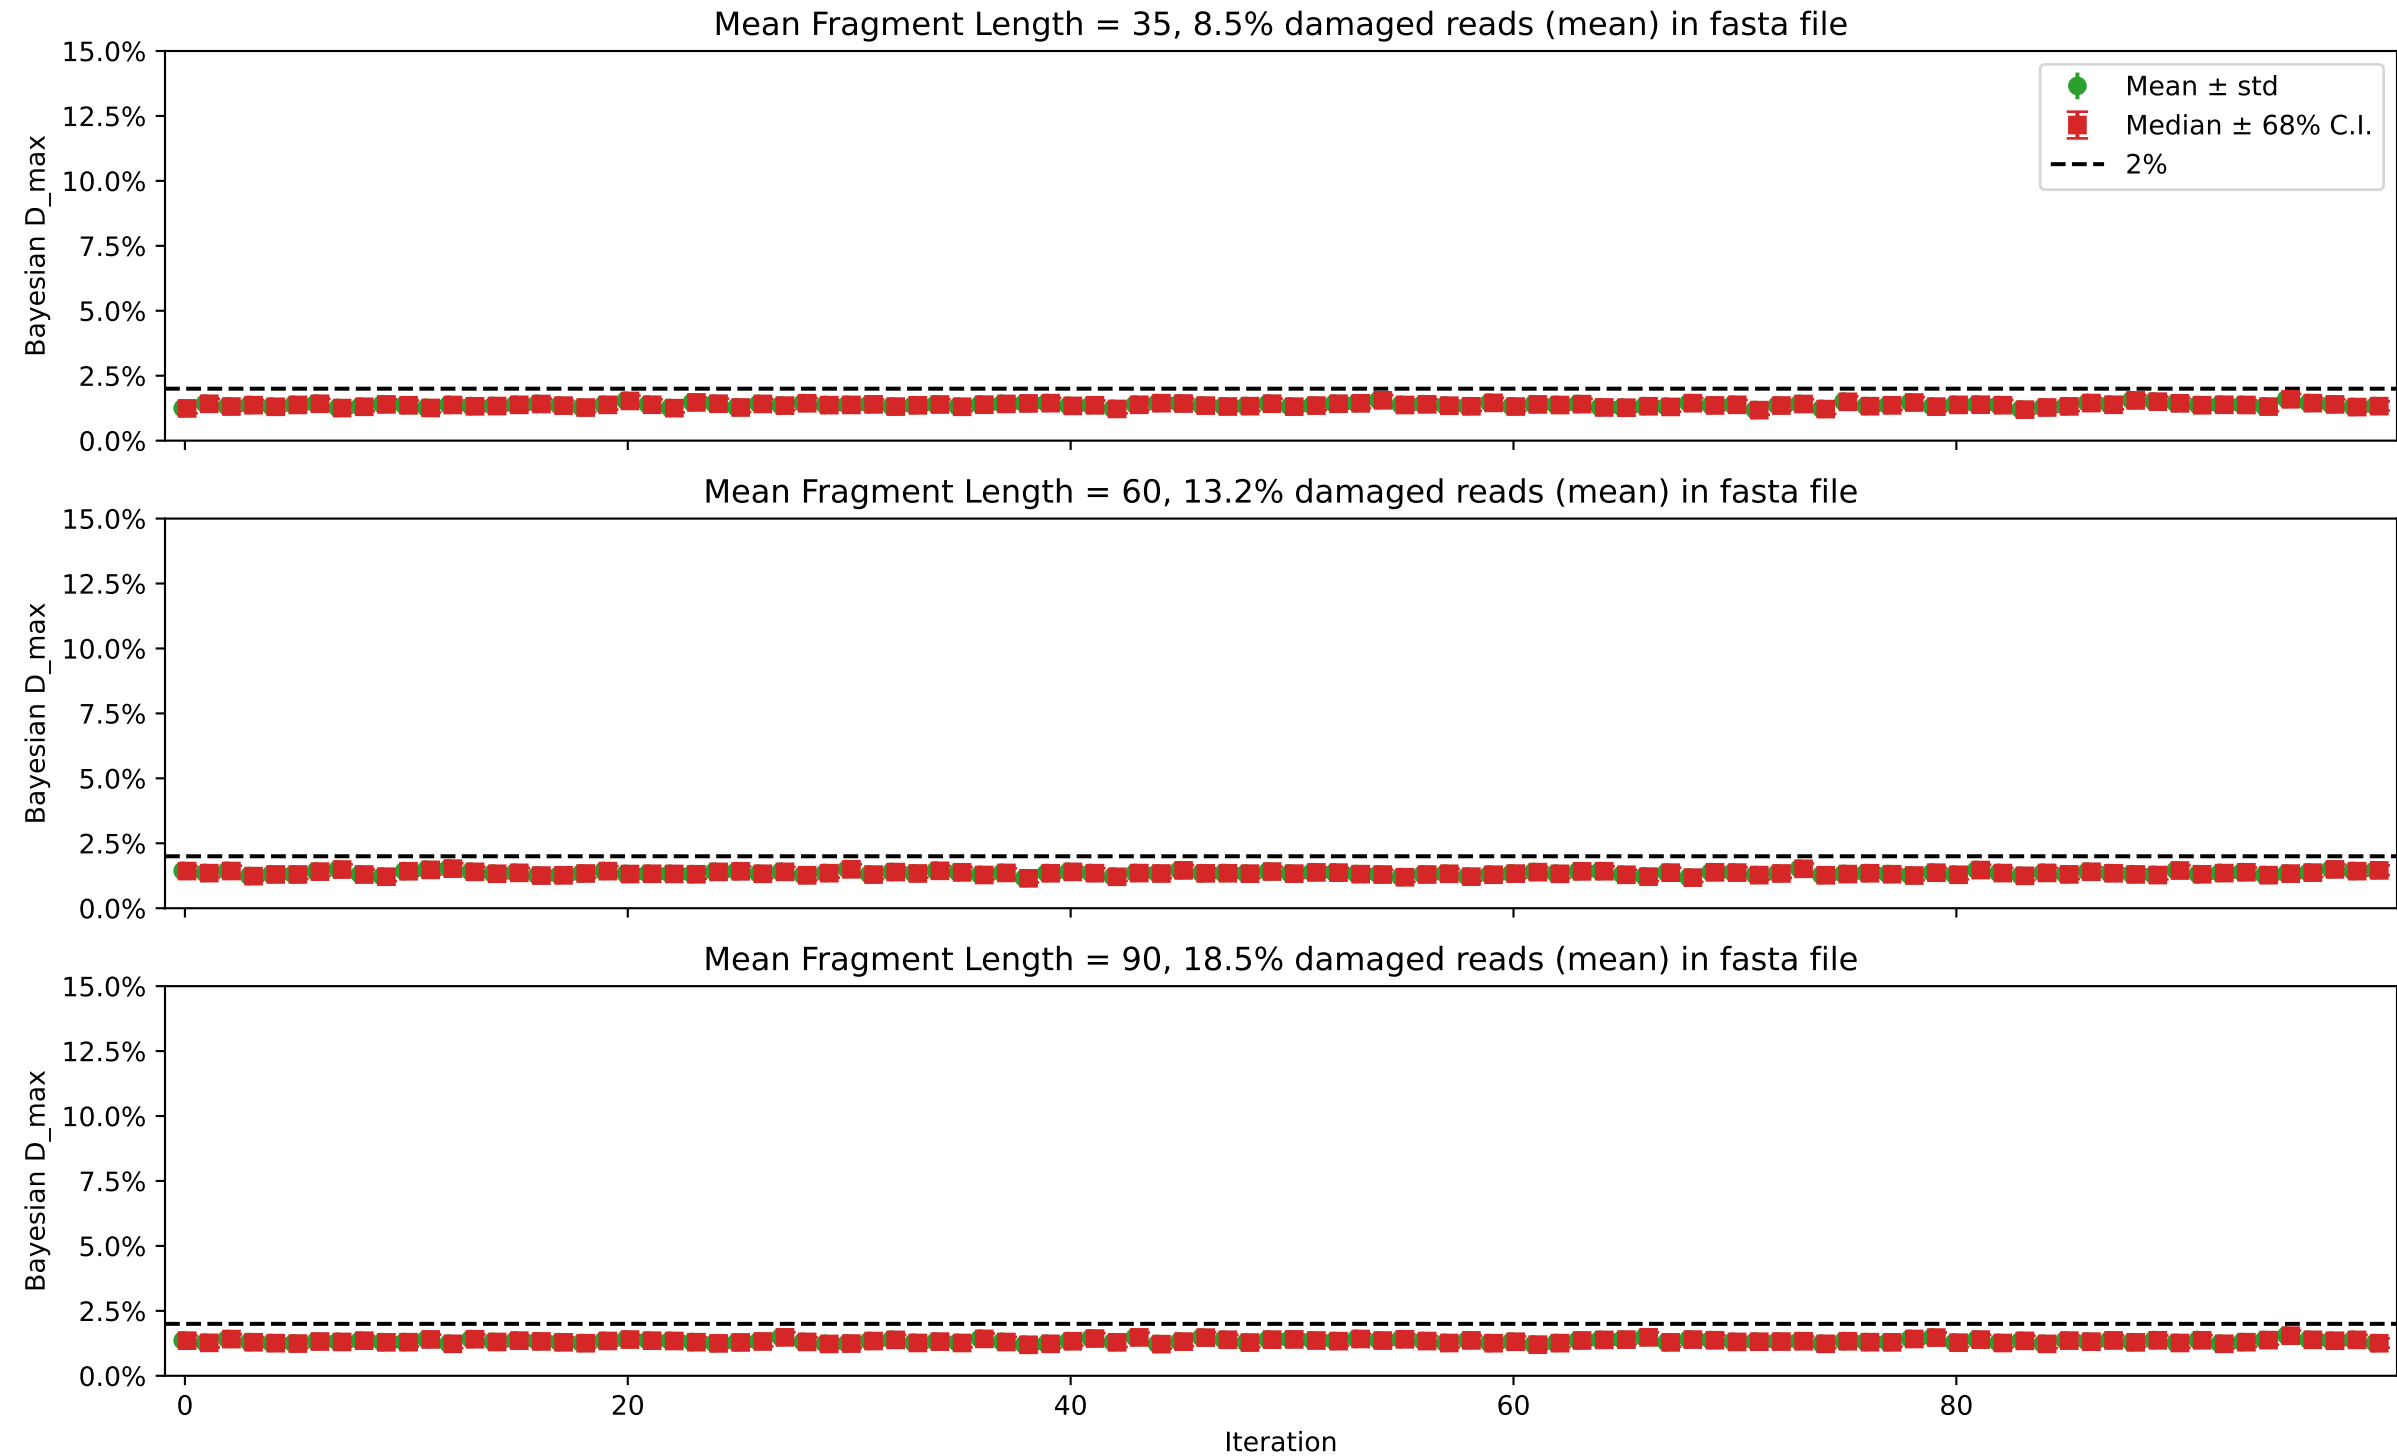 Mean Fragment Length = 35, 8.5% damaged reads (mean) in fasta file
15.0%
12.5%
10.0%
7.5%
5.0%
2.5%
0.0%
Bayesian D_max
Mean ± std
Median ± 68% C.I.
2%
Mean Fragment Length = 60, 13.2% damaged reads (mean) in fasta file
15.0%
12.5%
10.0%
7.5%
5.0%
2.5%
0.0%
Bayesian D_max
Mean Fragment Length = 90, 18.5% damaged reads (mean) in fasta file
15.0%
12.5%
10.0%
7.5%
5.0%
2.5%
0.0%
Bayesian D_max
0 20 40 60 80
Iteration